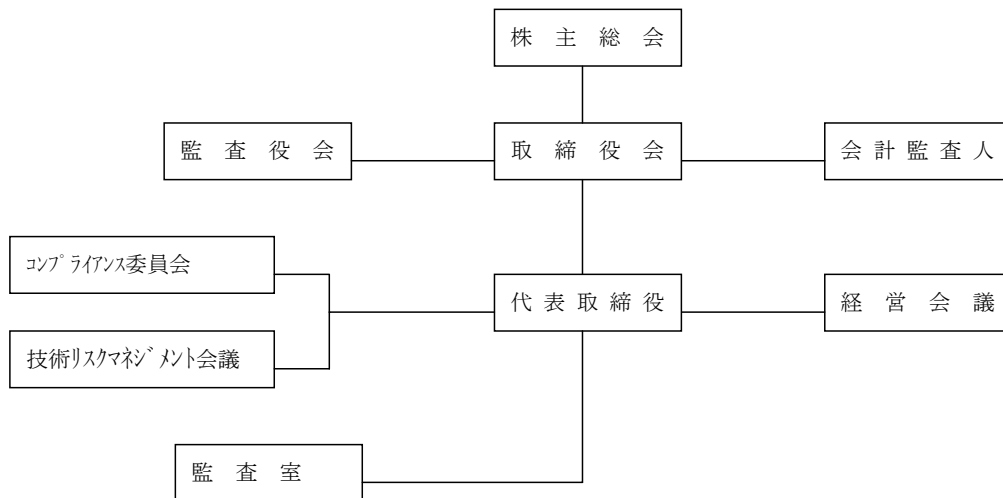 株主総会
監査役会
取締役会
会計監査人
コンプライアンス委員会
代表取締役
経営会議
技術リスクマネジメント会議
監査室